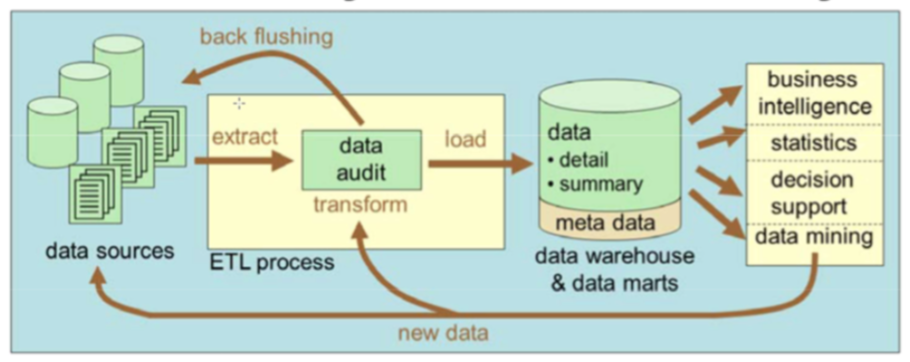 back flushing
extract
data
audit
transform
load
data sources
ETL process
data
• detail
• summary
meta data
data warehouse
& data marts
business
intelligence
statistics
decision
support
data mining
new data